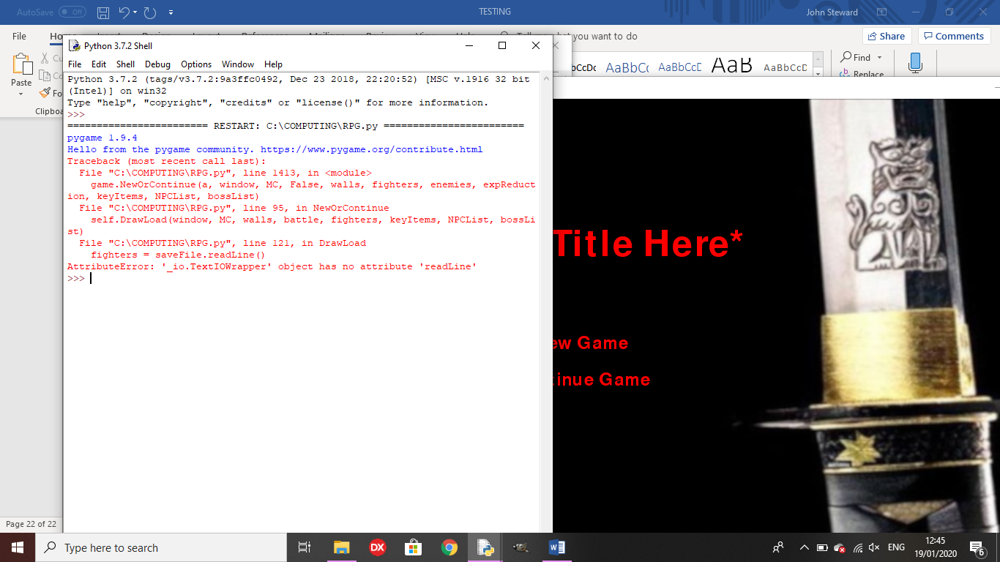 AutoSave Off
TESTING
John Steward
File
Tell me
you want to do
Share
Comments
Python 3.7.2 Shell
File Edit Shell Debug Options Window Help
Python 3.7.2 (tags/v3.7.2:9a3ffc0492, Dec 23 2018, 22:20:52) [MSC v.1916 32 bit
(Intel)] on win32
Type "help", "copyright", "credits" or "license()" for more information.
>>>
======================== RESTART: C:\COMPUTING\RPG.py ========================
pygame 1.9.4
Hello from the pygame community. https://www.pygame.org/contribute.html
Traceback (most recent call last):
File "C:\COMPUTING\RPG.py", line 1413, in <module>
game.NewOrContinue(a, window, MC, False, walls, fighters, enemies, expReduct
ion, keyItems, NPCList, bossList)
File "C:\COMPUTING\RPG.py", line 95, in NewOrContinue
self.DrawLoad(window, MC, walls, battle, fighters, keyItems, NPCList, bossLi
st)
File "C:\COMPUTING\RPG.py", line 121, in DrawLoad
fighters = saveFile.readLine()
AttributeError: '_io.TextIOWrapper' object has no attribute 'readLine'
>>>
Paste
Cu
Co
Fo
Clipboa
bCcDc AaBbCc AaBbCcD AaB AaBbCcC
Find
Replace
Title Here*
ew Game
tinue Game
Page 22 of 22
Type here to search
DX
ENG
12:45
19/01/2020
6